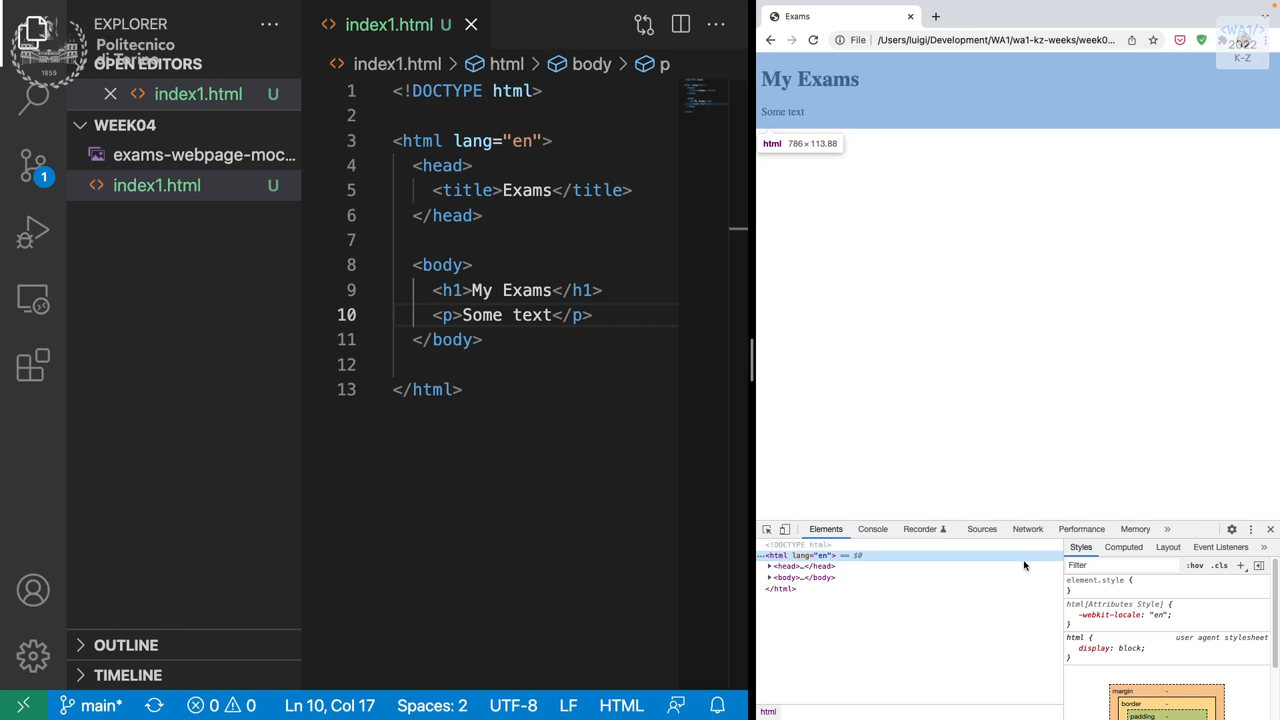 EXPLORER
Politecnico
di Torino
1859
OPEN EDITORS
index1.html U
WEEK04
exams-webpage-moc...
index1.html U
1
OUTLINE
TIMELINE
index1.html U
index1.html > html > body > p
1 <!DOCTYPE html>
2
3 <html lang="en">
4 <head>
5 <title>Exams</title>
6 </head>
7
8 <body>
9 <h1>My Exams</h1>
10 <p>Some text</p>
11 </body>
12
13 </html>
main* 0 0 Ln 10, Col 17 Spaces: 2 UTF-8 LF HTML
Exams
File /Users/luigi/Development/WA1/wa1-kz-weeks/week0...
<WA1/>
2022
K-Z
My Exams
Some text
html 786 × 113.88
Elements Console Recorder Sources Network Performance Memory »
<!DOCTYPE html>
...<html lang="en"> == $0
<head>…</head>
<body>…</body>
</html>
html
Styles Computed Layout Event Listeners »
Filter :hov .cls +
element.style {
}
html[Attributes Style] {
-webkit-locale: "en";
}
html { user agent stylesheet
display: block;
}
margin -
border -
padding -